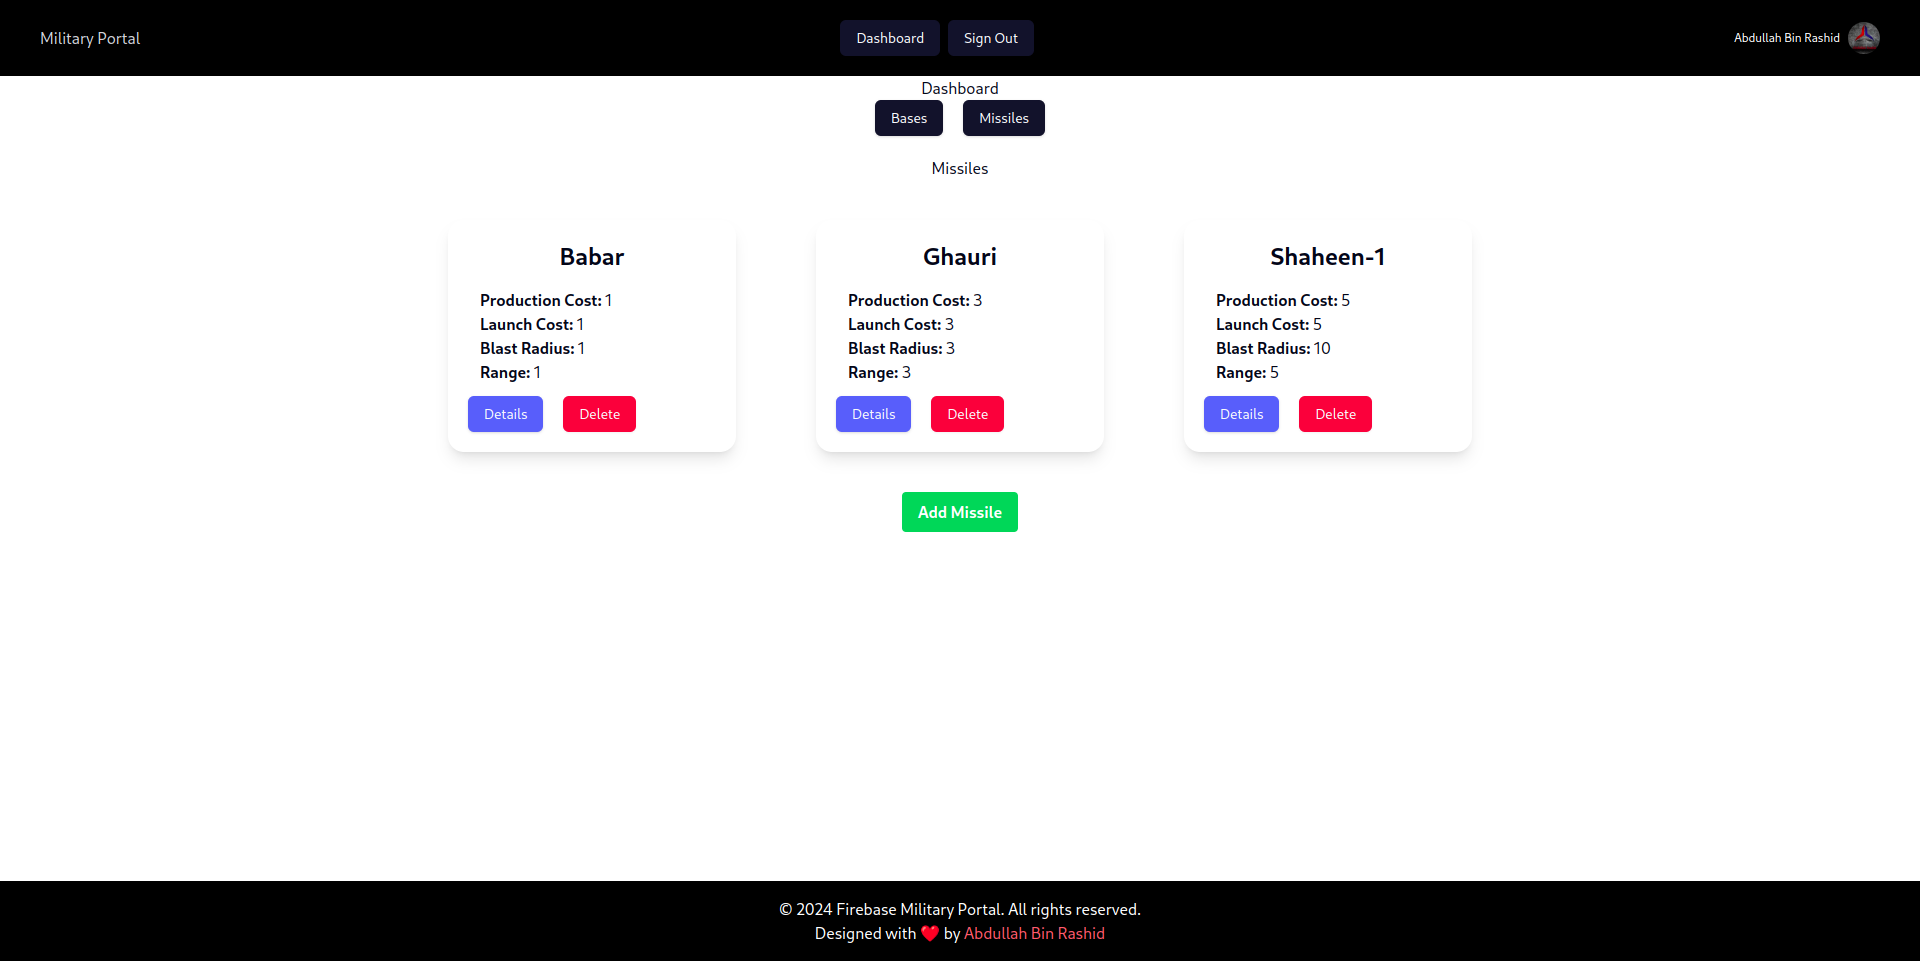 Military Portal
Dashboard
Sign Out
Abdullah Bin Rashid
Dashboard
Bases
Missiles
Missiles
Babar
Production Cost: 1
Launch Cost: 1
Blast Radius: 1
Range: 1
Details
Delete
Ghauri
Production Cost: 3
Launch Cost: 3
Blast Radius: 3
Range: 3
Details
Delete
Shaheen-1
Production Cost: 5
Launch Cost: 5
Blast Radius: 10
Range: 5
Details
Delete
Add Missile
© 2024 Firebase Military Portal. All rights reserved.
Designed with ❤️ by Abdullah Bin Rashid